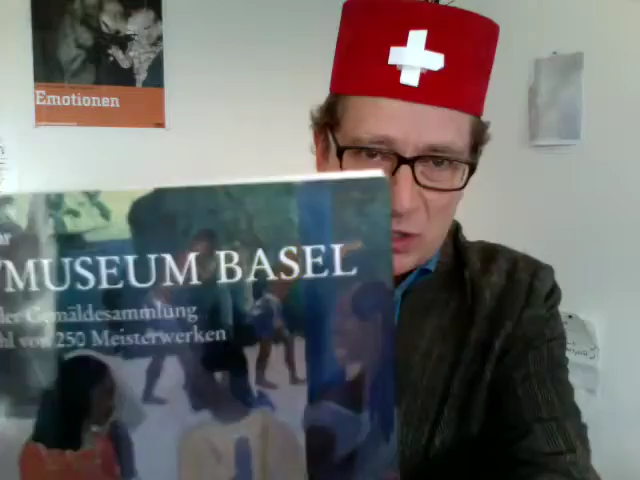 Emotionen
MUSEUM BASEL
der Gemäldesammlung
von 250 Meisterwerken